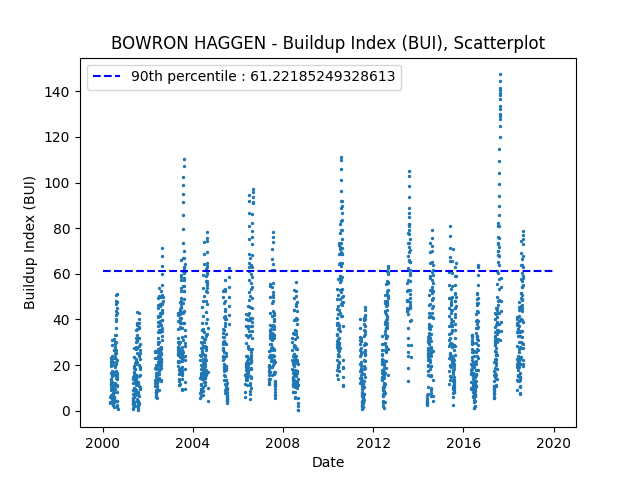 BOWRON HAGGEN - Buildup Index (BUI), Scatterplot
90th percentile : 61.22185249328613
Buildup Index (BUI)
140
120
100
80
60
40
20
0
2000 2004 2008 2012 2016 2020
Date